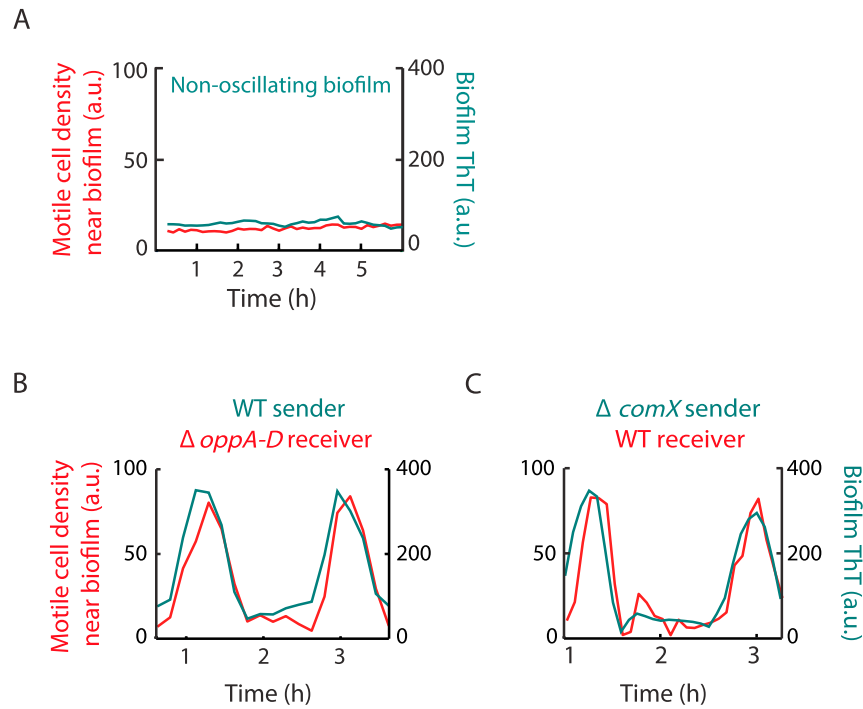 A
Non-oscillating biofilm
Motile cell density
near biofilm (a.u.)
100
50
0
400
200
0
Biofilm ThT
(a.u.)
1 2 3 4 5
Time (h)
B
WT sender
Δ oppA-D receiver
Motile cell density
near biofilm (a.u.)
100
50
0
400
200
0
1 2 3
Time (h)
C
Δ comX sender
WT receiver
100
50
0
400
200
0
Biofilm ThT
(a.u.)
1 2 3
Time (h)